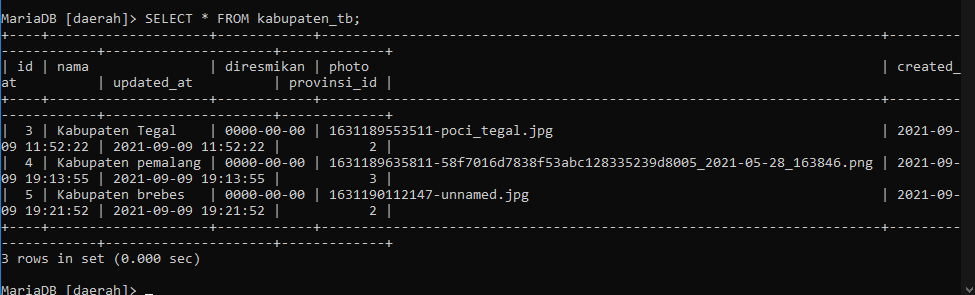 MariaDB [daerah]> SELECT * FROM kabupaten_tb;
+----+--------------------+------------+----------------------------------------------------------------------+---------
------------+---------------------+-------------+
| id | nama               | diresmikan | photo                                                                | created_
at          | updated_at          | provinsi_id |
+----+--------------------+------------+----------------------------------------------------------------------+---------
------------+---------------------+-------------+
|  3 | Kabupaten Tegal    | 0000-00-00 | 1631189553511-poci_tegal.jpg                                         | 2021-09-
09 11:52:22 | 2021-09-09 11:52:22 |           2 |
|  4 | Kabupaten pemalang | 0000-00-00 | 1631189635811-58f7016d7838f53abc128335239d8005_2021-05-28_163846.png | 2021-09-
09 19:13:55 | 2021-09-09 19:13:55 |           3 |
|  5 | Kabupaten brebes   | 0000-00-00 | 1631190112147-unnamed.jpg                                            | 2021-09-
09 19:21:52 | 2021-09-09 19:21:52 |           2 |
+----+--------------------+------------+----------------------------------------------------------------------+---------
------------+---------------------+-------------+
3 rows in set (0.000 sec)
MariaDB [daerah]> _